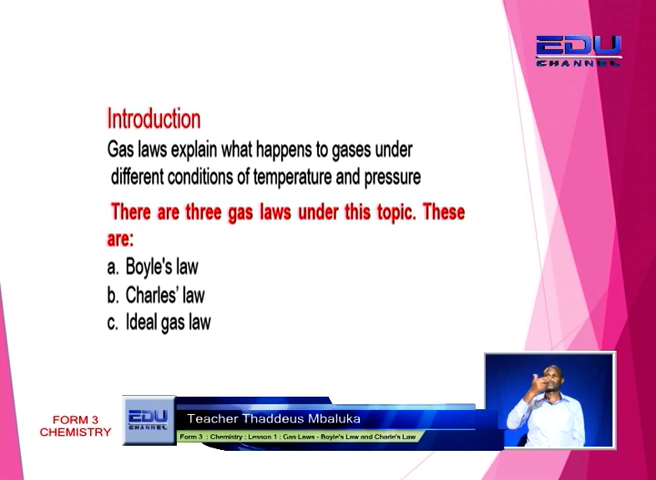 EDU
CHANNEL
Introduction
Gas laws explain what happens to gases under
different conditions of temperature and pressure
There are three gas laws under this topic. These
are:
a. Boyle's law
b. Charles’ law
c. Ideal gas law
FORM 3
CHEMISTRY
EDU
CHANNEL
Teacher Thaddeus Mbaluka
Form 3 : Chemistry : Lesson 1 : Gas Laws - Boyle's Law and Charle's Law